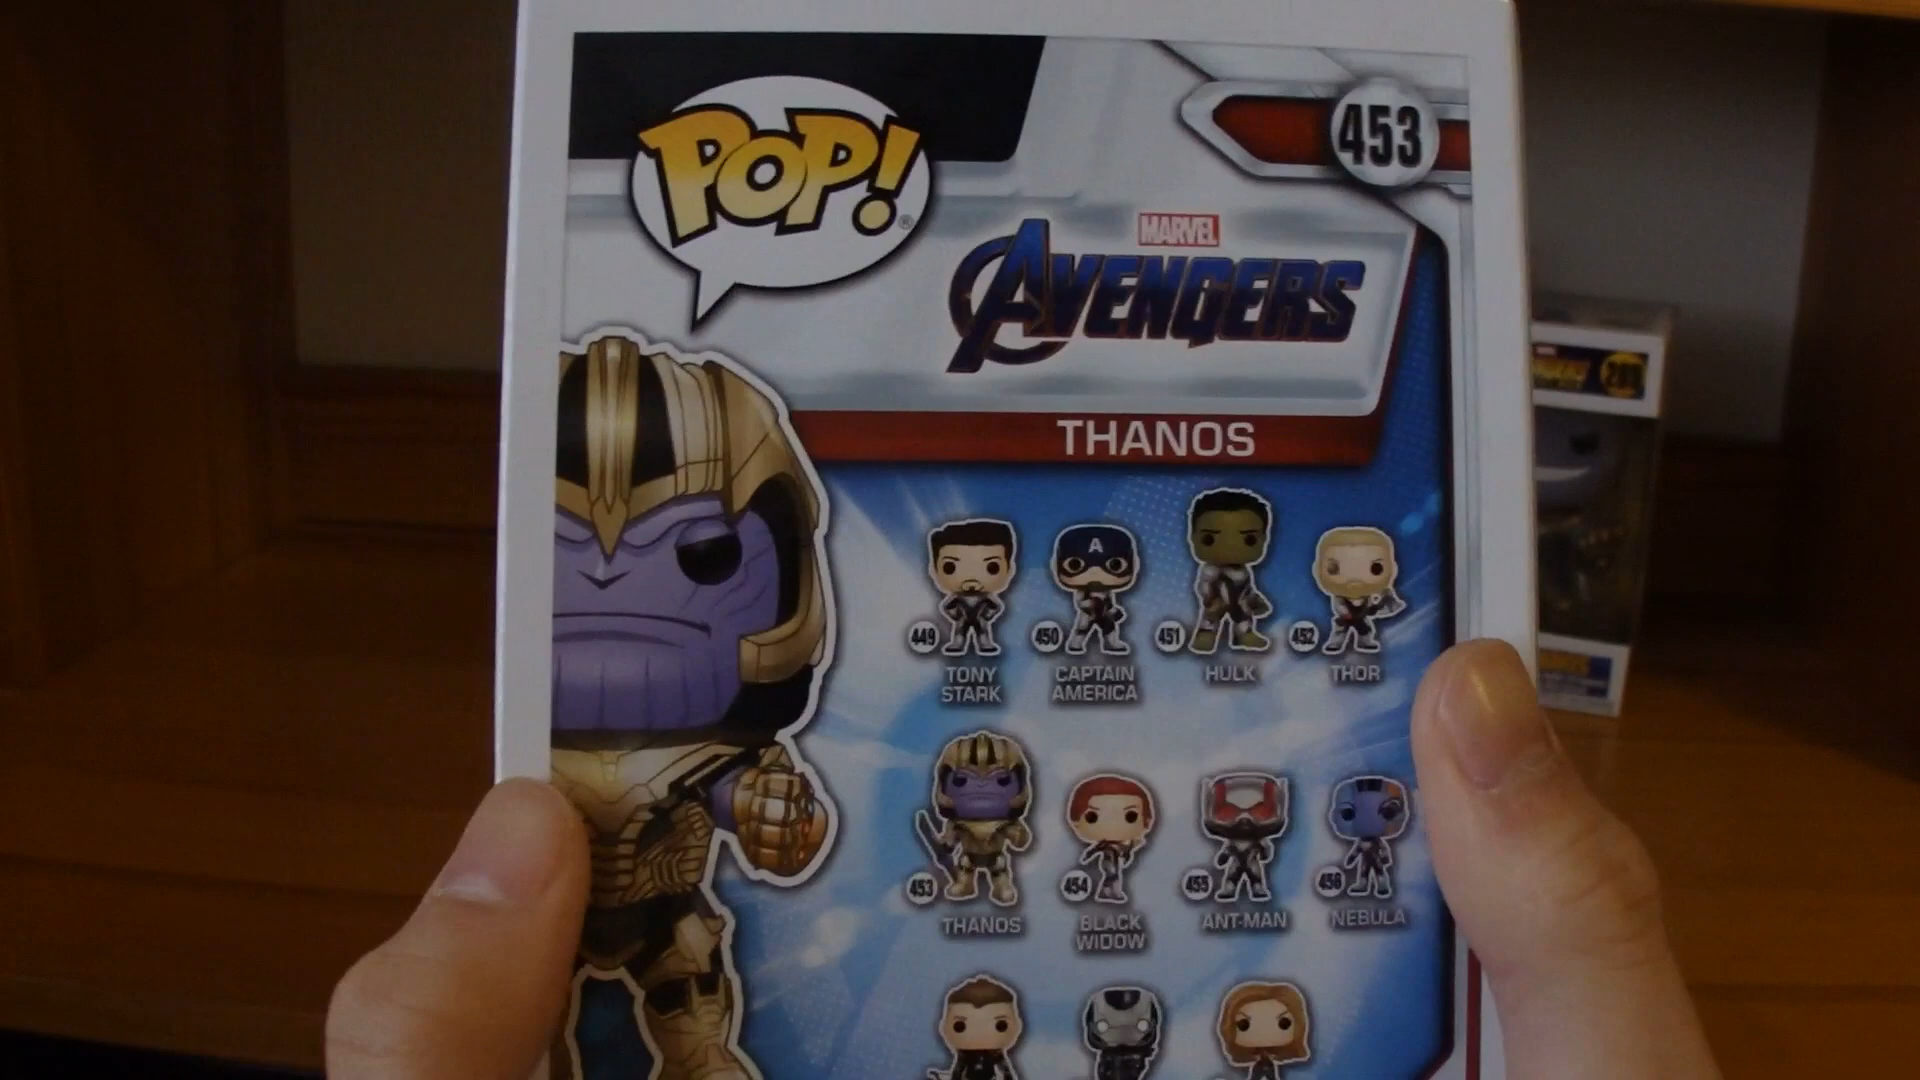 POP!®
453
MARVEL
AVENGERS
THANOS
A
449
450
451
452
TONY
STARK
CAPTAIN
AMERICA
HULK
THOR
453
454
455
456
THANOS
BLACK
WIDOW
ANT-MAN
NEBULA